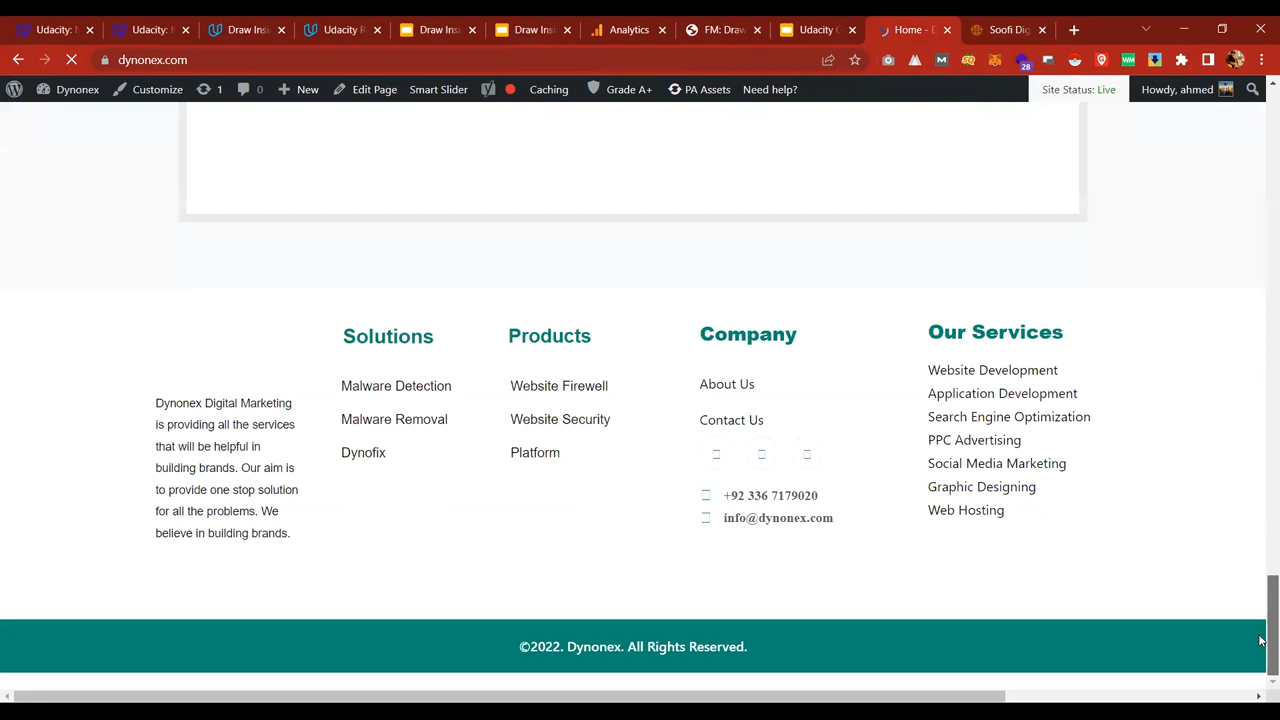 Udacity: M
Udacity: M
Draw Insi
Udacity R
Draw Insi
Draw Insi
Analytics
FM: Draw
Udacity C
Home - D
Soofi Dig
dynonex.com
28
Dynonex
Customize
1
0
New
Edit Page
Smart Slider
Caching
Grade A+
PA Assets
Need help?
Site Status: Live
Howdy, ahmed
Dynonex Digital Marketing
is providing all the services
that will be helpful in
building brands. Our aim is
to provide one stop solution
for all the problems. We
believe in building brands.
Solutions
Malware Detection
Malware Removal
Dynofix
Products
Website Firewell
Website Security
Platform
Company
About Us
Contact Us
+92 336 7179020
info@dynonex.com
Our Services
Website Development
Application Development
Search Engine Optimization
PPC Advertising
Social Media Marketing
Graphic Designing
Web Hosting
©2022. Dynonex. All Rights Reserved.